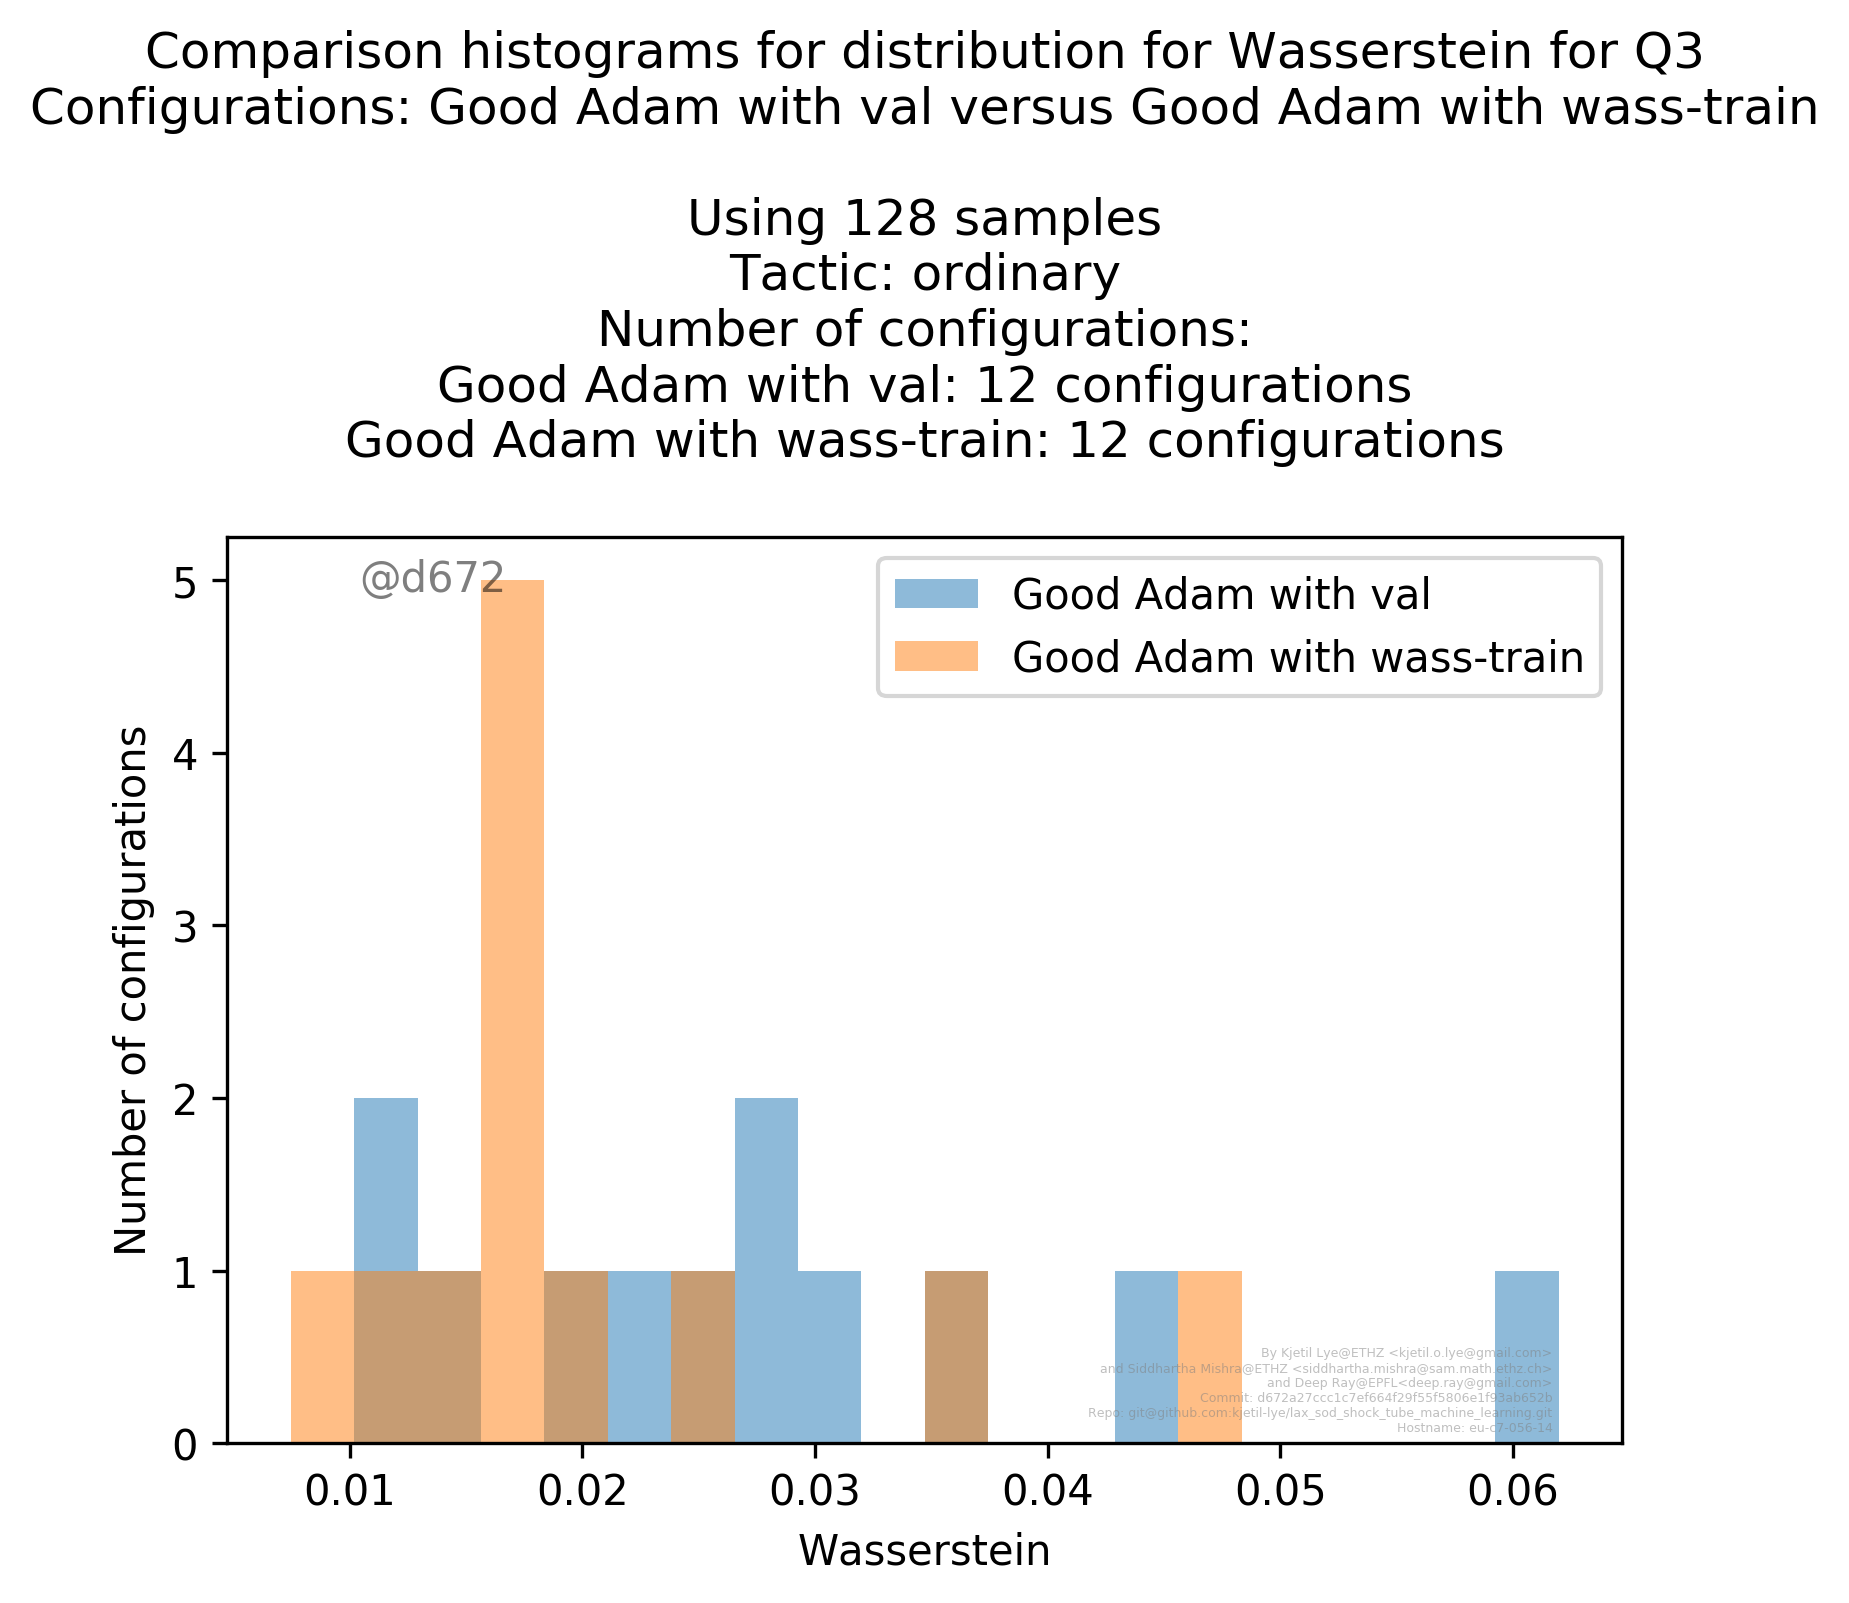 Comparison histograms for distribution for Wasserstein for Q3
Configurations: Good Adam with val versus Good Adam with wass-train
Using 128 samples
Tactic: ordinary
Number of configurations:
Good Adam with val: 12 configurations
Good Adam with wass-train: 12 configurations
@d672
Good Adam with val
Good Adam with wass-train
5
4
3
2
1
0
Number of configurations
By Kjetil Lye@ETHZ <kjetil.o.lye@gmail.com>
and Siddhartha Mishra@ETHZ <siddhartha.mishra@sam.math.ethz.ch>
and Deep Ray@EPFL<deep.ray@gmail.com>
Commit: d672a27ccc1c7ef664f29f55f5806e1f93ab652b
Repo: git@github.com:kjetil-lye/lax_sod_shock_tube_machine_learning.git
Hostname: eu-c7-056-14
0.01 0.02 0.03 0.04 0.05 0.06
Wasserstein